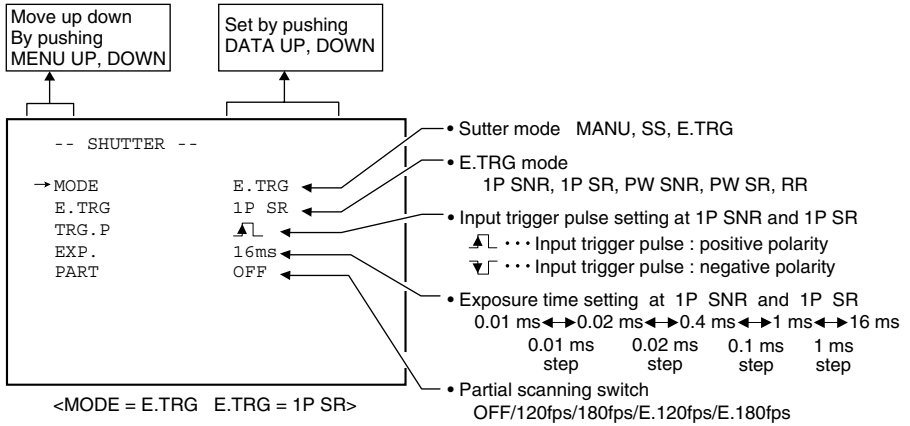 Move up down
By pushing
MENU UP, DOWN
Set by pushing
DATA UP, DOWN
-- SHUTTER --
→MODE E.TRG
E.TRG 1P SR
TRG.P
EXP. 16ms
PART OFF
<MODE = E.TRG E.TRG = 1P SR>
• Sutter mode MANU, SS, E.TRG
• E.TRG mode
1P SNR, 1P SR, PW SNR, PW SR, RR
• Input trigger pulse setting at 1P SNR and 1P SR
··· Input trigger pulse : positive polarity
··· Input trigger pulse : negative polarity
• Exposure time setting at 1P SNR and 1P SR
0.01 ms↔0.02 ms↔0.4 ms↔1 ms↔16 ms
0.01 ms 0.02 ms 0.1 ms 1 ms
step step step step
• Partial scanning switch
OFF/120fps/180fps/E.120fps/E.180fps